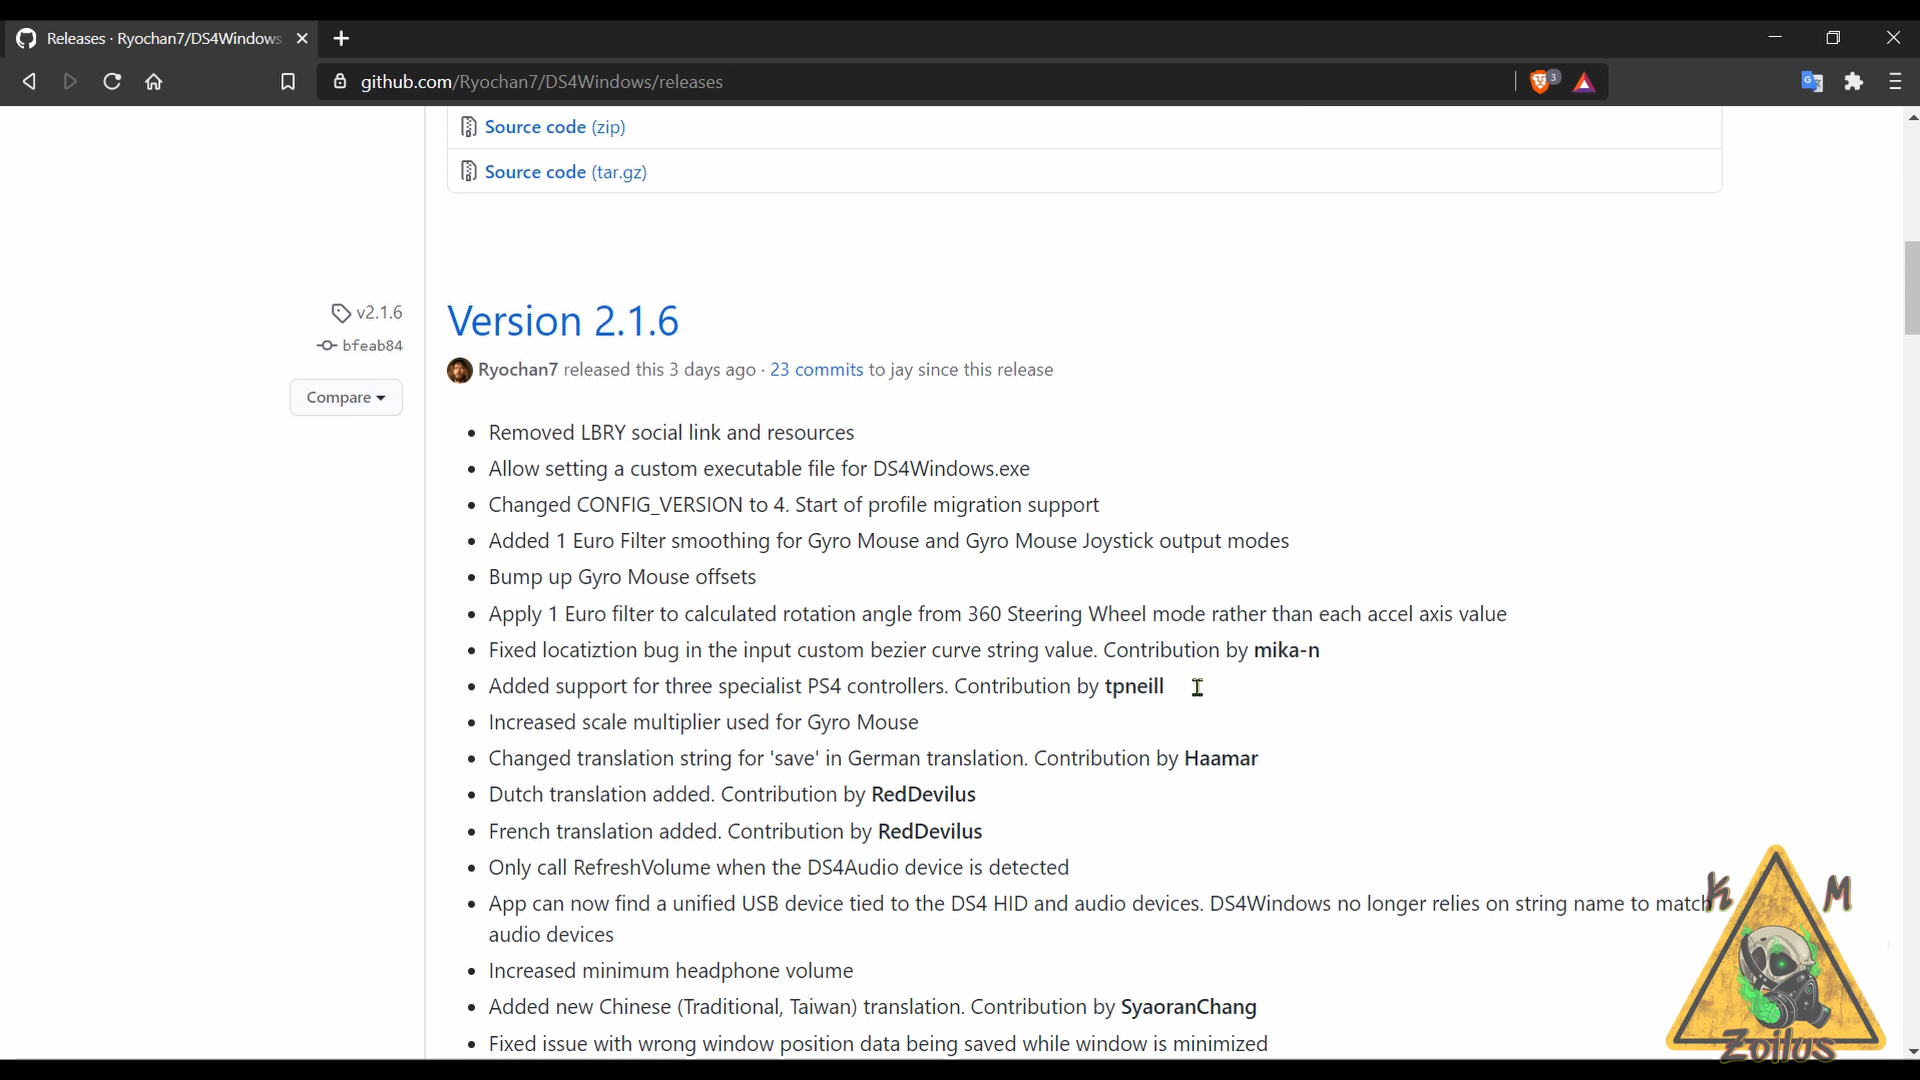 Releases · Ryochan7/DS4Windows
github.com/Ryochan7/DS4Windows/releases
3
Source code (zip)
Source code (tar.gz)
v2.1.6
bfeab84
Compare
Version 2.1.6
Ryochan7 released this 3 days ago · 23 commits to jay since this release
• Removed LBRY social link and resources
• Allow setting a custom executable file for DS4Windows.exe
• Changed CONFIG_VERSION to 4. Start of profile migration support
• Added 1 Euro Filter smoothing for Gyro Mouse and Gyro Mouse Joystick output modes
• Bump up Gyro Mouse offsets
• Apply 1 Euro filter to calculated rotation angle from 360 Steering Wheel mode rather than each accel axis value
• Fixed locatiztion bug in the input custom bezier curve string value. Contribution by mika-n
• Added support for three specialist PS4 controllers. Contribution by tpneill
• Increased scale multiplier used for Gyro Mouse
• Changed translation string for 'save' in German translation. Contribution by Haamar
• Dutch translation added. Contribution by RedDevilus
• French translation added. Contribution by RedDevilus
• Only call RefreshVolume when the DS4Audio device is detected
• App can now find a unified USB device tied to the DS4 HID and audio devices. DS4Windows no longer relies on string name to match
audio devices
• Increased minimum headphone volume
• Added new Chinese (Traditional, Taiwan) translation. Contribution by SyaoranChang
• Fixed issue with wrong window position data being saved while window is minimized
K M
Zoilus